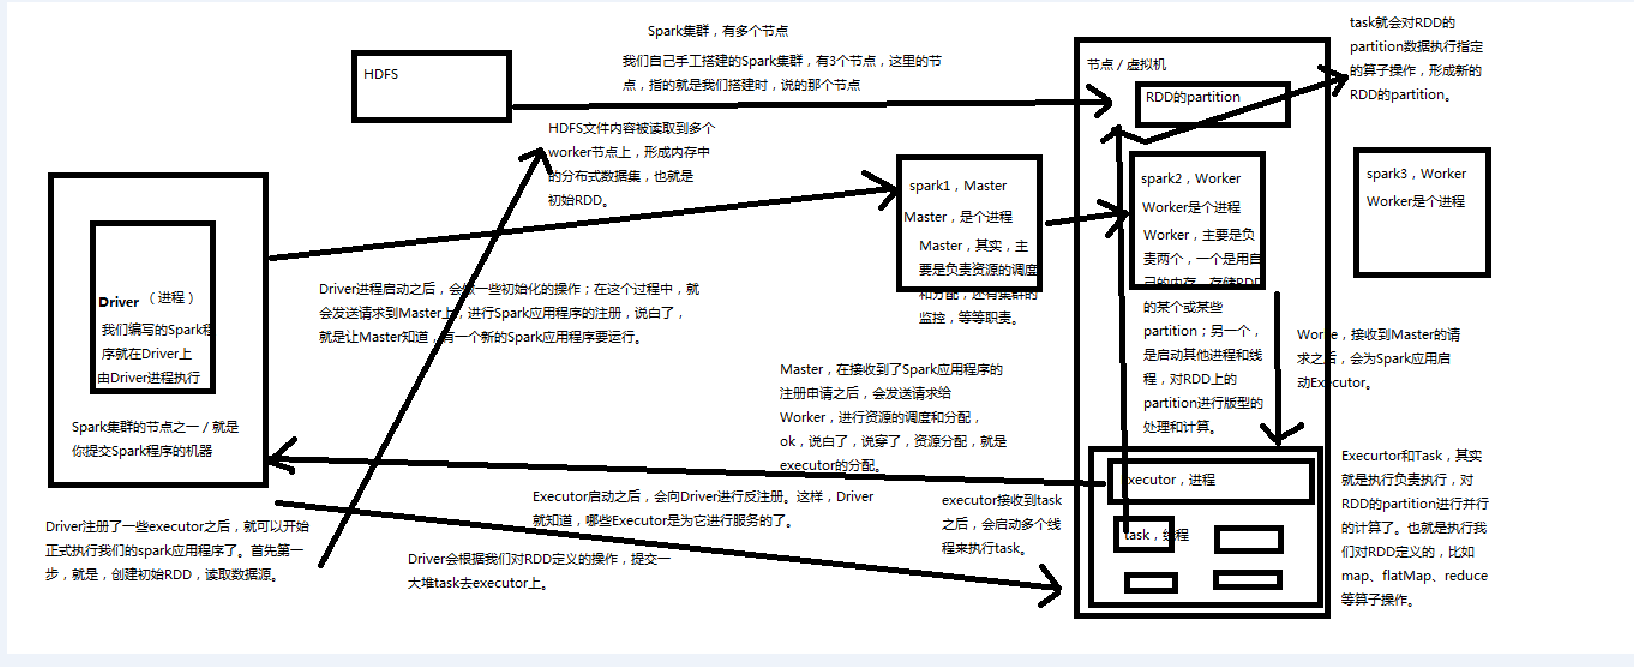 Spark集群，有多个节点
我们自己手工搭建的Spark集群，有3个节点，这里的节
点，指的就是我们搭建时，说的那个节点
HDFS
HDFS文件内容被读取到多个
worker节点上，形成内存中
的分布式数据集，也就是
初始RDD。
节点／虚拟机
RDD的partition
task就会对RDD的
partition数据执行指定
的算子操作，形成新的
RDD的partition。
Driver （进程）
我们编写的Spark程
序就在Driver上
由Driver进程执行
Spark集群的节点之一／就是
你提交Spark程序的机器
Driver进程启动之后，会做一些初始化的操作；在这个过程中，就
会发送请求到Master上，进行Spark应用程序的注册，说白了，
就是让Master知道，有一个新的Spark应用程序要运行。
spark1，Master
Master，是个进程
Master，其实，主
要是负责资源的调度
和分配，还有集群的
监控，等等职责。
spark2，Worker
Worker是个进程
Worker，主要是负
责两个，一个是用自
己的内存，存储RDD
的某个或某些
partition；另一个，
是启动其他进程和线
程，对RDD上的
partition进行版型的
处理和计算。
spark3，Worker
Worker是个进程
Master，在接收到了Spark应用程序的
注册申请之后，会发送请求给
Worker，进行资源的调度和分配，
ok，说白了，说穿了，资源分配，就是
executor的分配。
，接收到Master的请
求之后，会为Spark应用启
动Executor。
Executor启动之后，会向Driver进行反注册。这样，Driver
就知道，哪些Executor是为它进行服务的了。
Driver注册了一些executor之后，就可以开始
正式执行我们的spark应用程序了。首先第一
步，就是，创建初始RDD，读取数据源。
Driver会根据我们对RDD定义的操作，提交一
大堆task去executor上。
executor接收到task
之后，会启动多个线
程来执行task。
xecutor，进程
task，线程
Execurtor和Task，其实
就是执行负责执行，对
RDD的partition进行并行
的计算了。也就是执行我
们对RDD定义的，比如
map、flatMap、reduce
等算子操作。